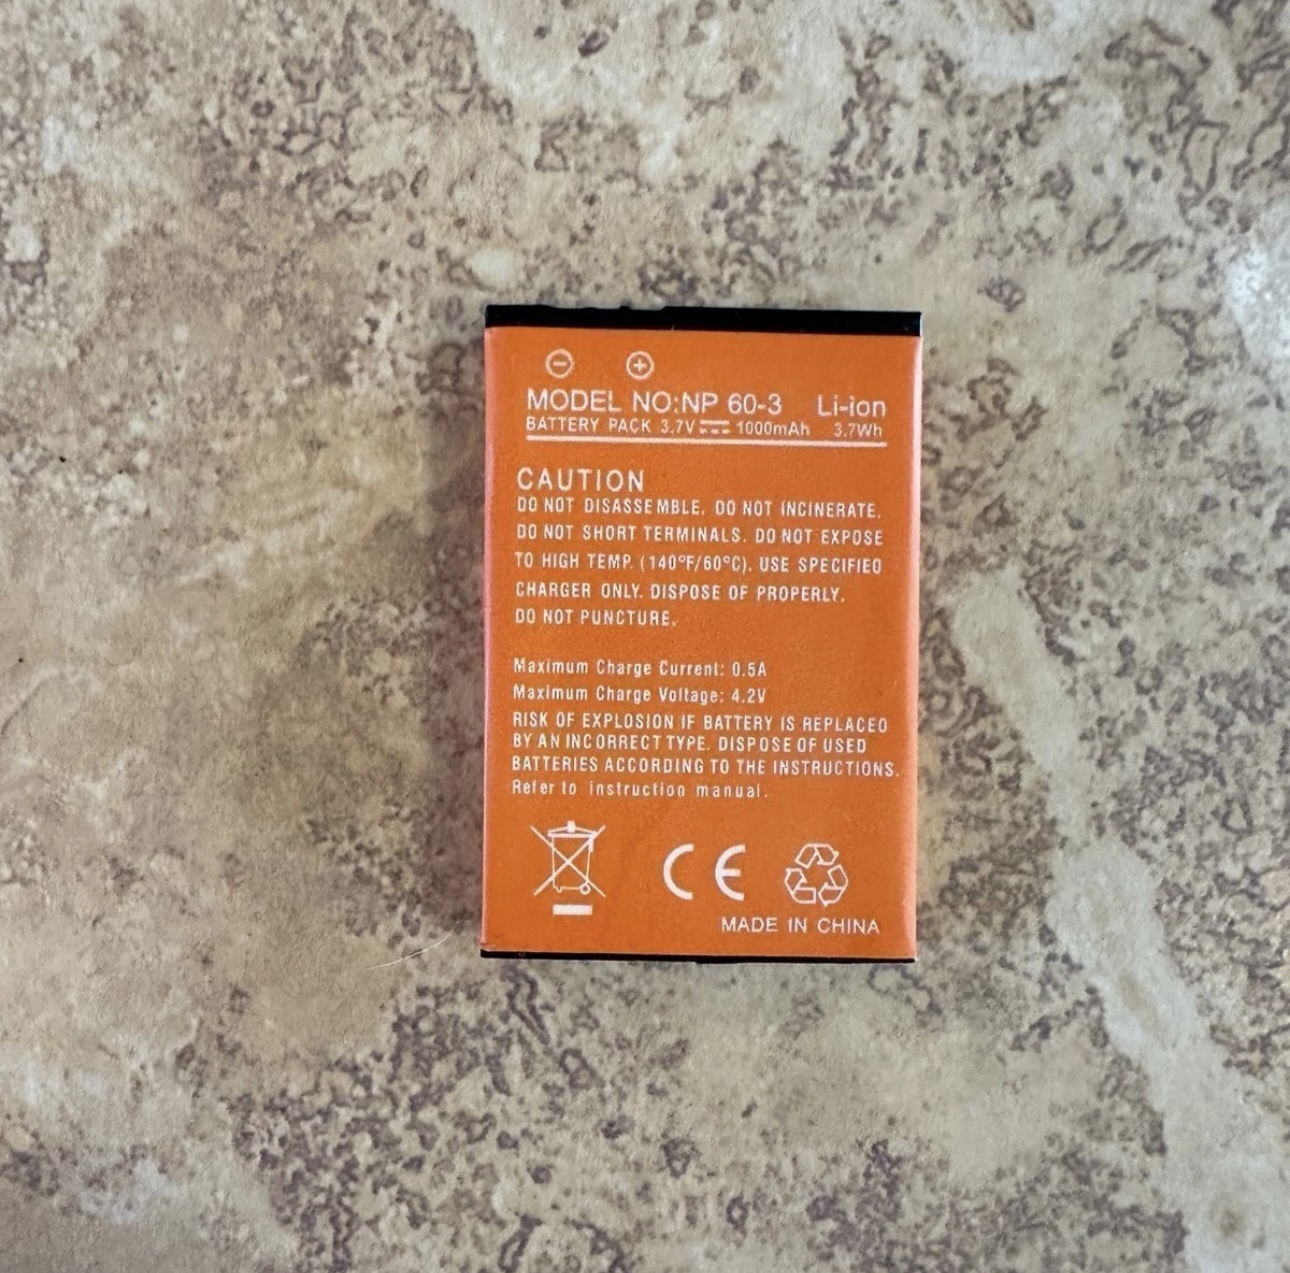 MODEL NO:NP 60-3 Li-ion
BATTERY PACK 3.7V 1000mAh 3.7Wh
CAUTION
DO NOT DISASSEMBLE. DO NOT INCINERATE.
DO NOT SHORT TERMINALS. DO NOT EXPOSE
TO HIGH TEMP. (140°F/60°C). USE SPECIFIED
CHARGER ONLY. DISPOSE OF PROPERLY.
DO NOT PUNCTURE.
Maximum Charge Current: 0.5A
Maximum Charge Voltage: 4.2V
RISK OF EXPLOSION IF BATTERY IS REPLACED
BY AN INCORRECT TYPE. DISPOSE OF USED
BATTERIES ACCORDING TO THE INSTRUCTIONS.
Refer to instruction manual.
CE
MADE IN CHINA